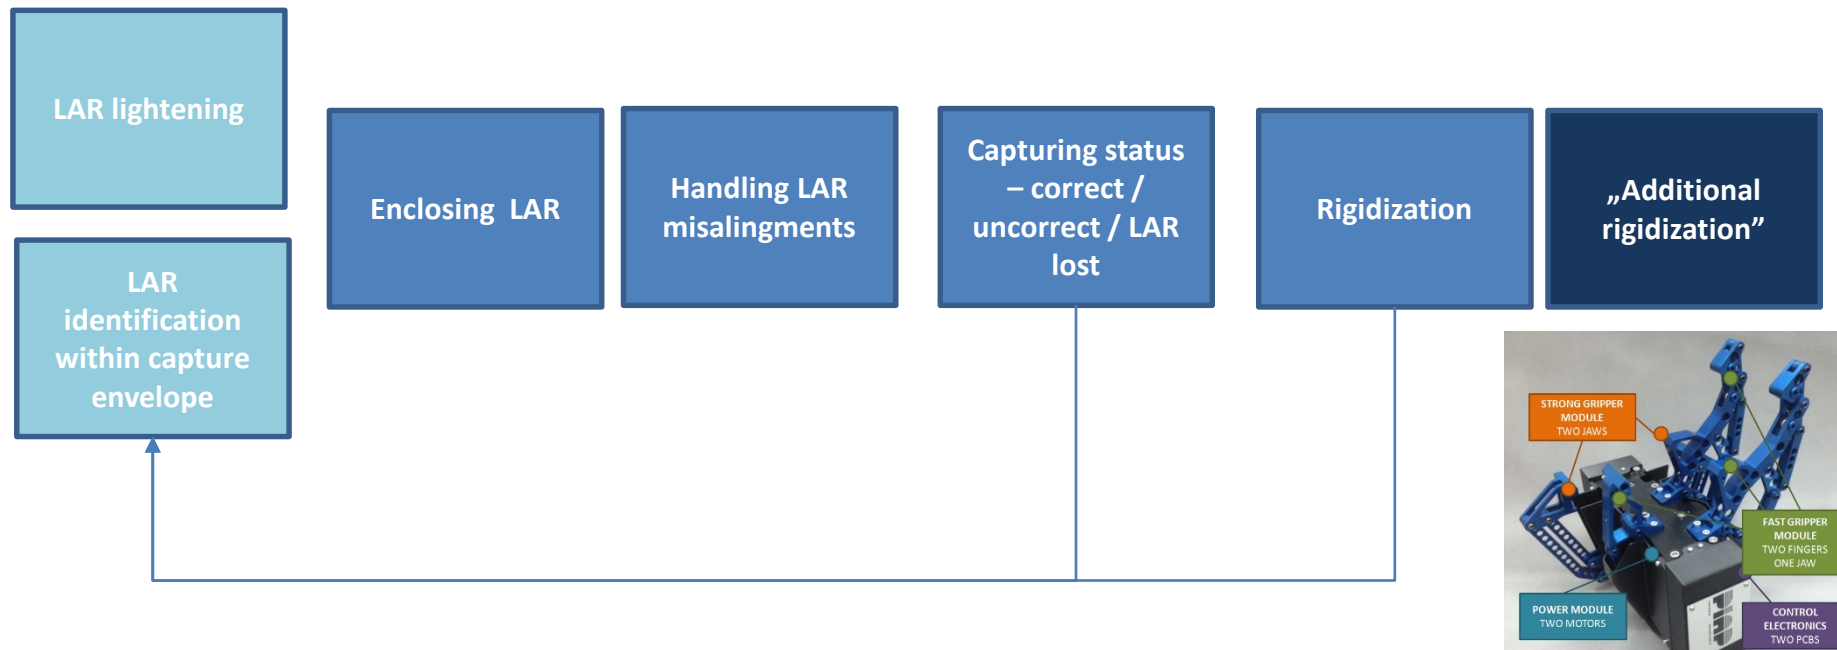 LAR lightening
LAR
identification
within capture
envelope
Enclosing LAR
Handling LAR
misalingments
Capturing status
– correct /
uncorrect / LAR
lost
Rigidization
„Additional
rigidization”
STRONG GRIPPER
MODULE
TWO JAWS
FAST GRIPPER
MODULE
TWO FINGERS
ONE JAW
POWER MODULE
TWO MOTORS
CONTROL
ELECTRONICS
TWO PCBS
PIAP